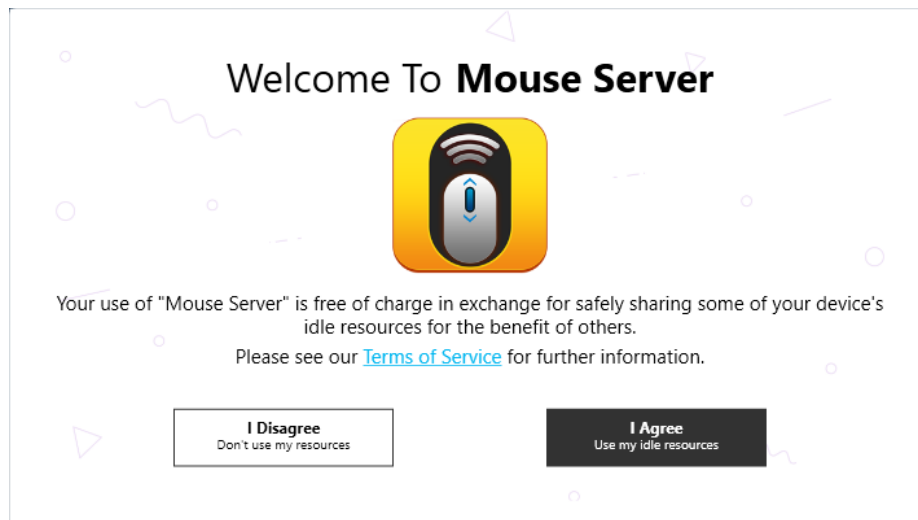 Welcome To Mouse Server
Your use of "Mouse Server" is free of charge in exchange for safely sharing some of your device's
idle resources for the benefit of others.
Please see our Terms of Service for further information.
I Disagree
Don't use my resources
I Agree
Use my idle resources